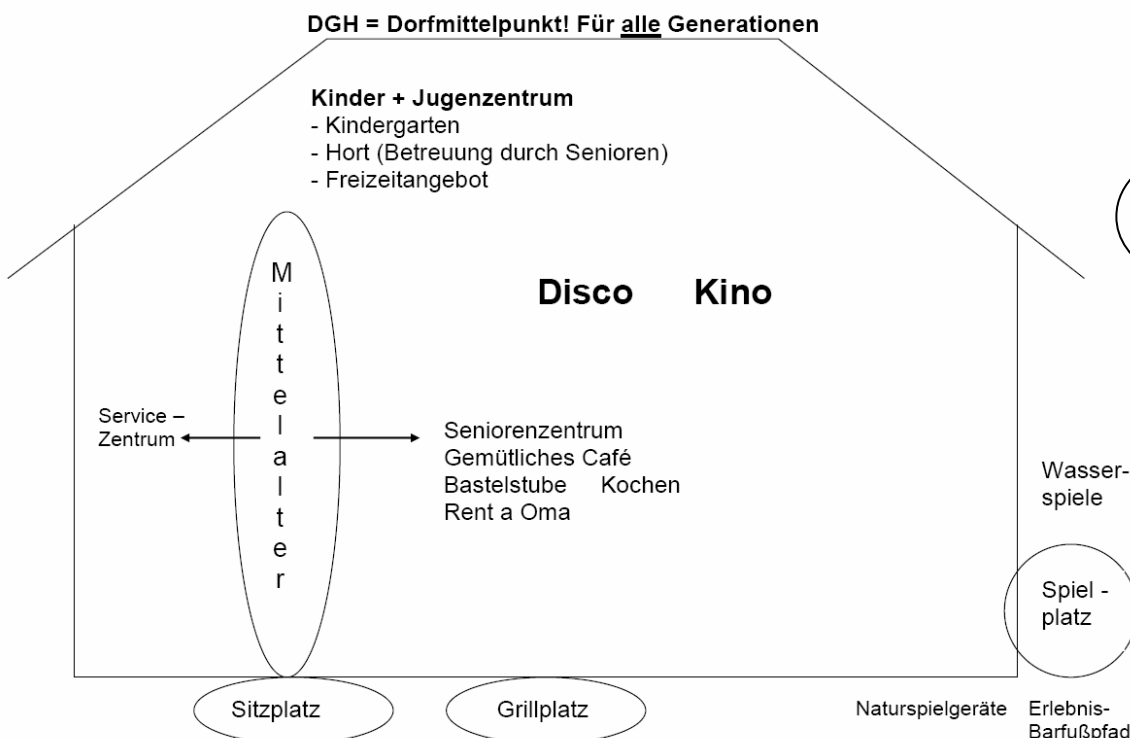 DGH = Dorfmittelpunkt! Für alle Generationen
Kinder + Jugenzentrum
- Kindergarten
- Hort (Betreuung durch Senioren)
- Freizeitangebot
Mittelalter
Disco Kino
Service –
Zentrum
Seniorenzentrum
Gemütliches Café
Bastelstube Kochen
Rent a Oma
Wasser-
spiele
Spiel -
platz
Sitzplatz
Grillplatz
Naturspielgeräte
Erlebnis-
Barfußpfad